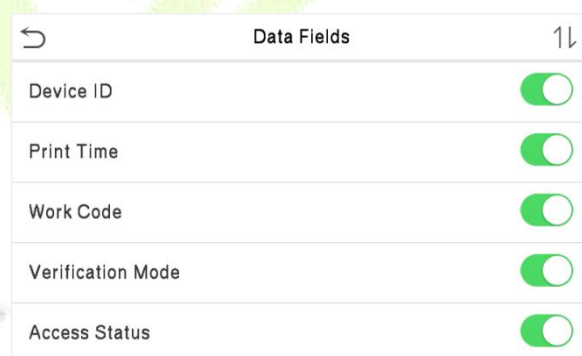 Data Fields
Device ID
Print Time
Work Code
Verification Mode
Access Status